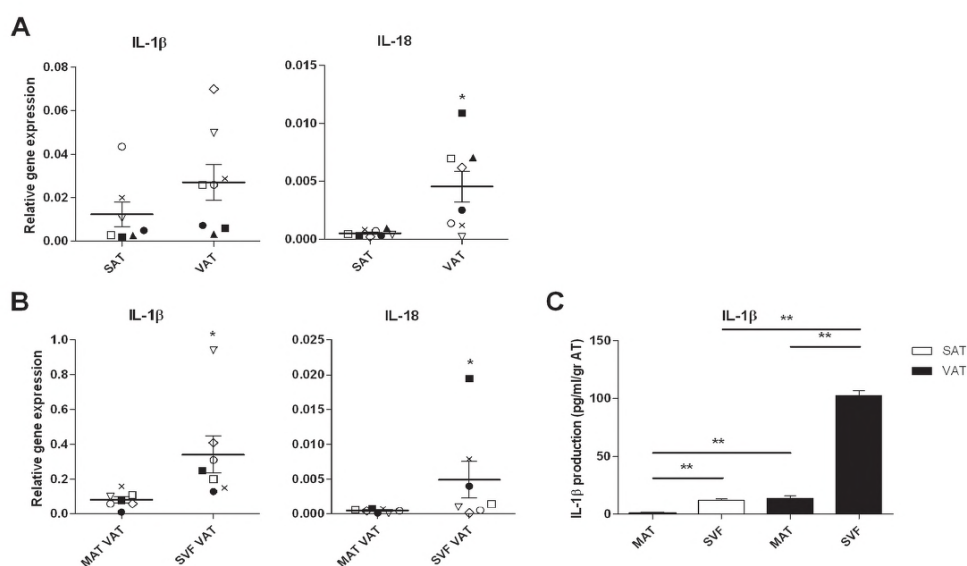 A
IL-1β
IL-18
Relative gene expression
0.08
0.06
0.04
0.02
0.00
SAT
VAT
0.015
0.010
0.005
0.000
*
SAT
VAT
B
IL-1β
IL-18
Relative gene expression
1.0
0.8
0.6
0.4
0.2
0.0
*
MAT VAT
SVF VAT
0.025
0.020
0.015
0.010
0.005
0.000
*
MAT VAT
SVF VAT
C
IL-1β
IL-1β production (pg/ml/gr AT)
150
100
50
0
**
**
**
**
MAT
SVF
MAT
SVF
SAT
VAT